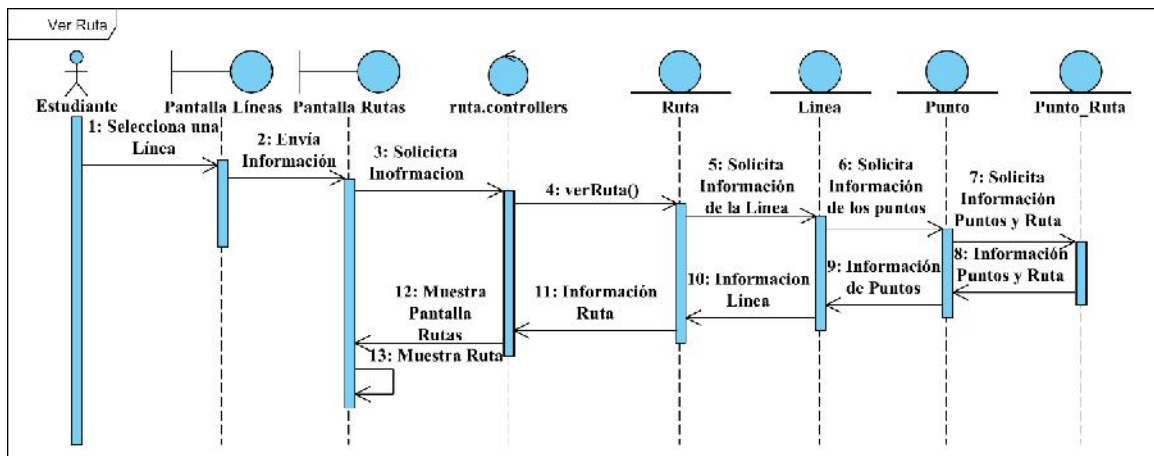 Ver Ruta
Estudiante
Pantalla Líneas
Pantalla Rutas
ruta.controllers
Ruta
Linea
Punto
Punto_Ruta
1: Selecciona una
Línea
2: Envía
Información
3: Solicicta
Inofrmacion
4: verRuta()
5: Solicita
Información
de la Linea
6: Solicita
Información
de los puntos
7: Solicita
Información
Puntos y Ruta
8: Información
Puntos y Ruta
9: Información
de Puntos
10: Informacion
Linea
11: Información
Ruta
12: Muestra
Pantalla
Rutas
13: Muestra Ruta